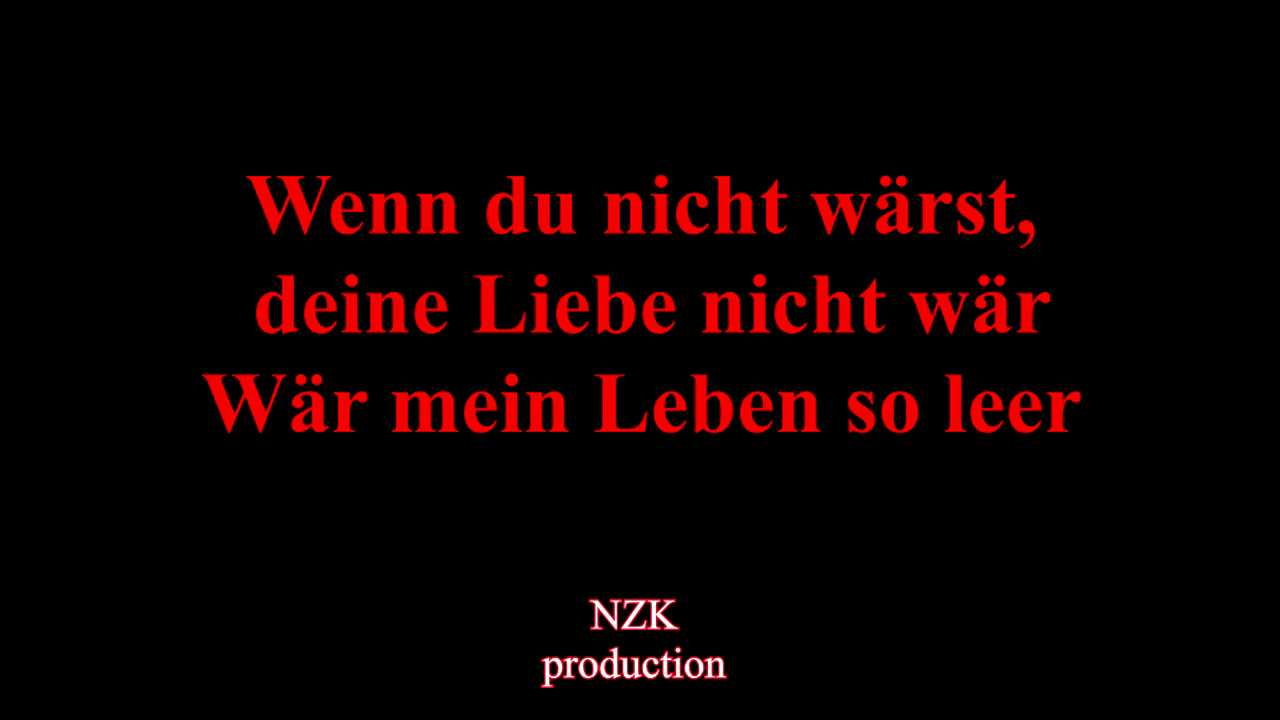 Wenn du nicht wärst,
deine Liebe nicht wär
Wär mein Leben so leer
NZK
production